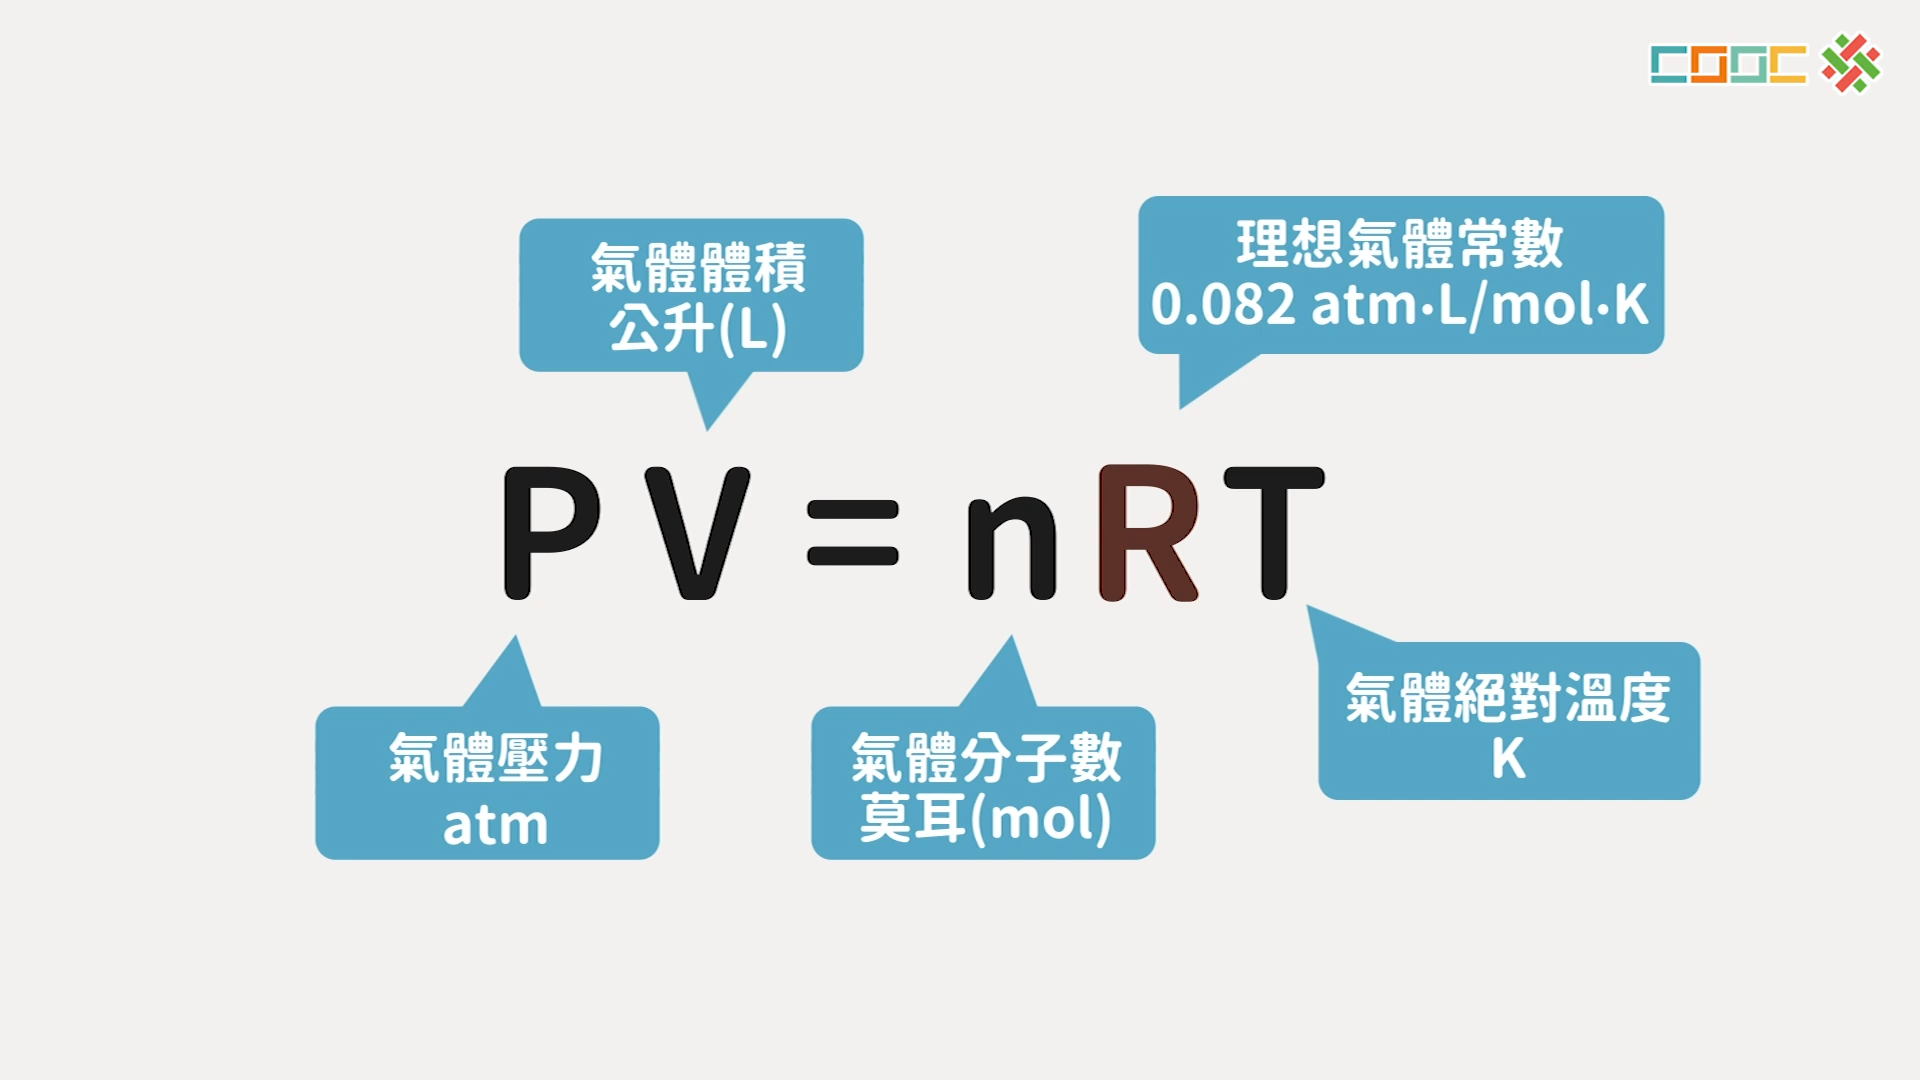 COOC
氣體體積
公升(L)
理想氣體常數
0.082 atm·L/mol·K
P V = n R T
氣體壓力
atm
氣體分子數
莫耳(mol)
氣體絕對溫度
K